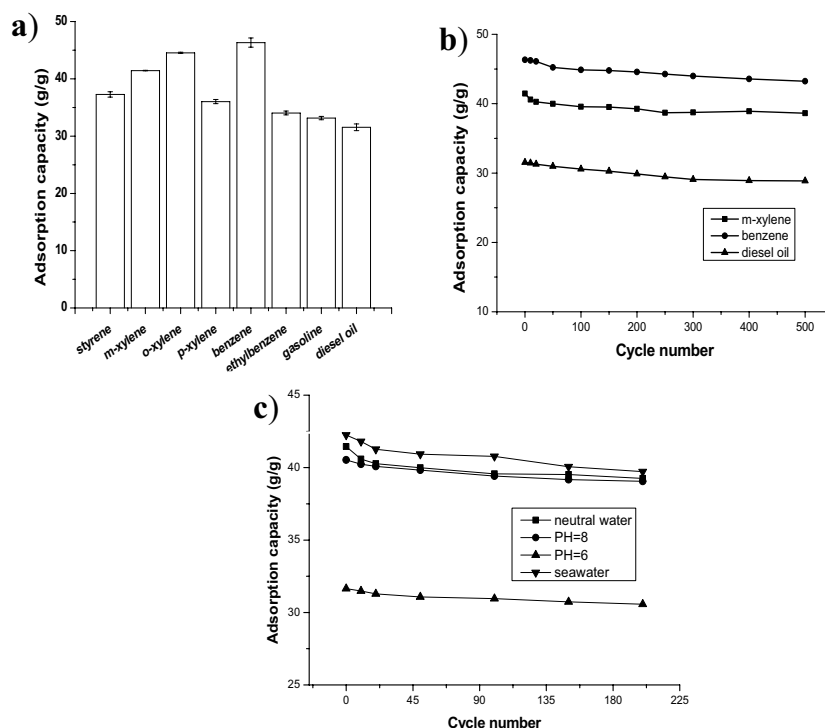 a)
Adsorption capacity (g/g)
50
40
30
20
10
0
styrene
m-xylene
o-xylene
p-xylene
benzene
ethylbenzene
gasoline
diesel oil
b)
Adsorption capacity (g/g)
50
40
30
20
10
m-xylene
benzene
diesel oil
0 100 200 300 400 500
Cycle number
c)
Adsorption capacity (g/g)
45
40
35
30
25
neutral water
PH=8
PH=6
seawater
0 45 90 135 180 225
Cycle number